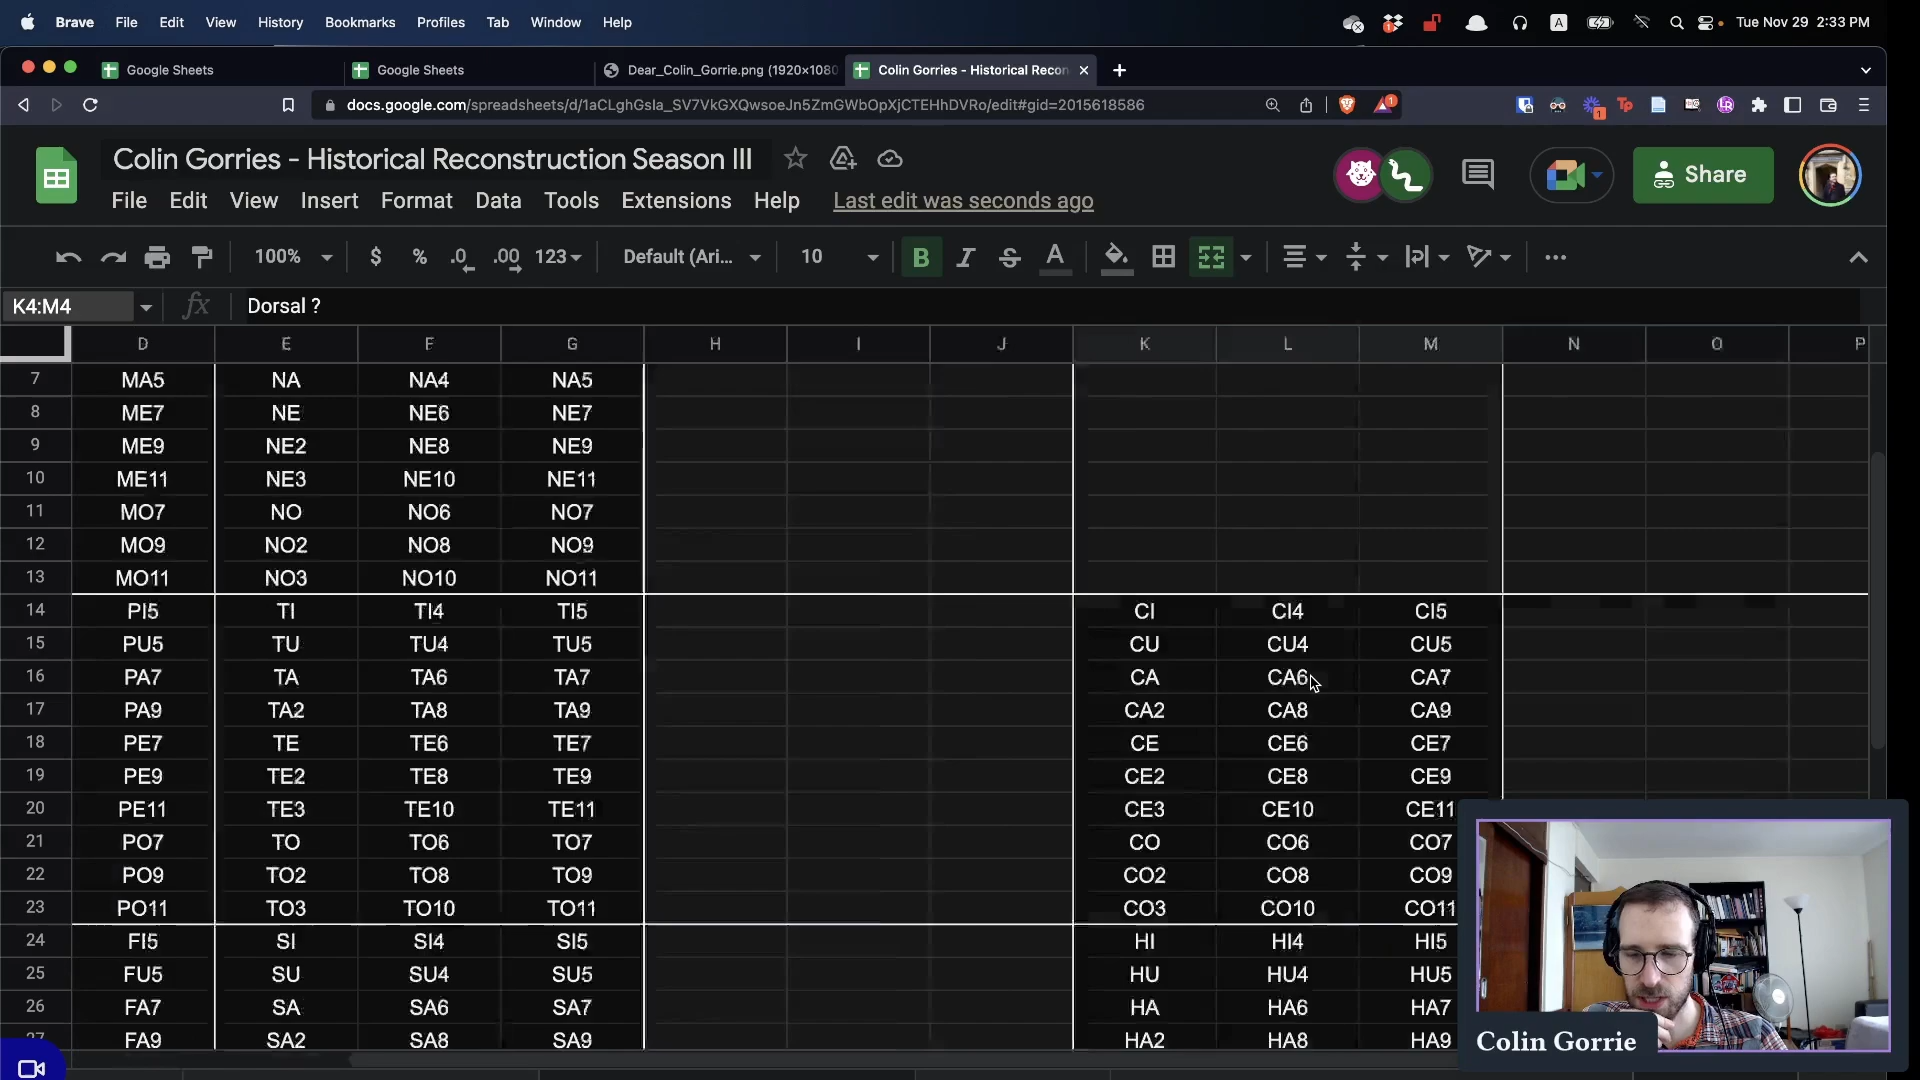 Brave File Edit View History Bookmarks Profiles Tab Window Help Tue Nov 29 2:33 PM
Google Sheets Google Sheets Dear_Colin_Gorrie.png (1920×1080 Colin Gorries - Historical Recon
docs.google.com/spreadsheets/d/1aCLghGsla_SV7VkGXQwsoeJn5ZmGWbOpXjCTEHhDVRo/edit#gid=2015618586
Colin Gorries - Historical Reconstruction Season III
Share
File Edit View Insert Format Data Tools Extensions Help Last edit was seconds ago
100% $ % .0 .00 123 Default (Ari... 10 B I S A
K4:M4 fx Dorsal ?
D E F G H I J K L M N O P
7 MA5 NA NA4 NA5
8 ME7 NE NE6 NE7
9 ME9 NE2 NE8 NE9
10 ME11 NE3 NE10 NE11
11 MO7 NO NO6 NO7
12 MO9 NO2 NO8 NO9
13 MO11 NO3 NO10 NO11
14 PI5 TI TI4 TI5 CI CI4 CI5
15 PU5 TU TU4 TU5 CU CU4 CU5
16 PA7 TA TA6 TA7 CA CA6 CA7
17 PA9 TA2 TA8 TA9 CA2 CA8 CA9
18 PE7 TE TE6 TE7 CE CE6 CE7
19 PE9 TE2 TE8 TE9 CE2 CE8 CE9
20 PE11 TE3 TE10 TE11 CE3 CE10 CE11
21 PO7 TO TO6 TO7 CO CO6 CO7
22 PO9 TO2 TO8 TO9 CO2 CO8 CO9
23 PO11 TO3 TO10 TO11 CO3 CO10 CO11
24 FI5 SI SI4 SI5 HI HI4 HI5
25 FU5 SU SU4 SU5 HU HU4 HU5
26 FA7 SA SA6 SA7 HA HA6 HA7
27 FA9 SA2 SA8 SA9 HA2 HA8 HA9
Colin Gorrie